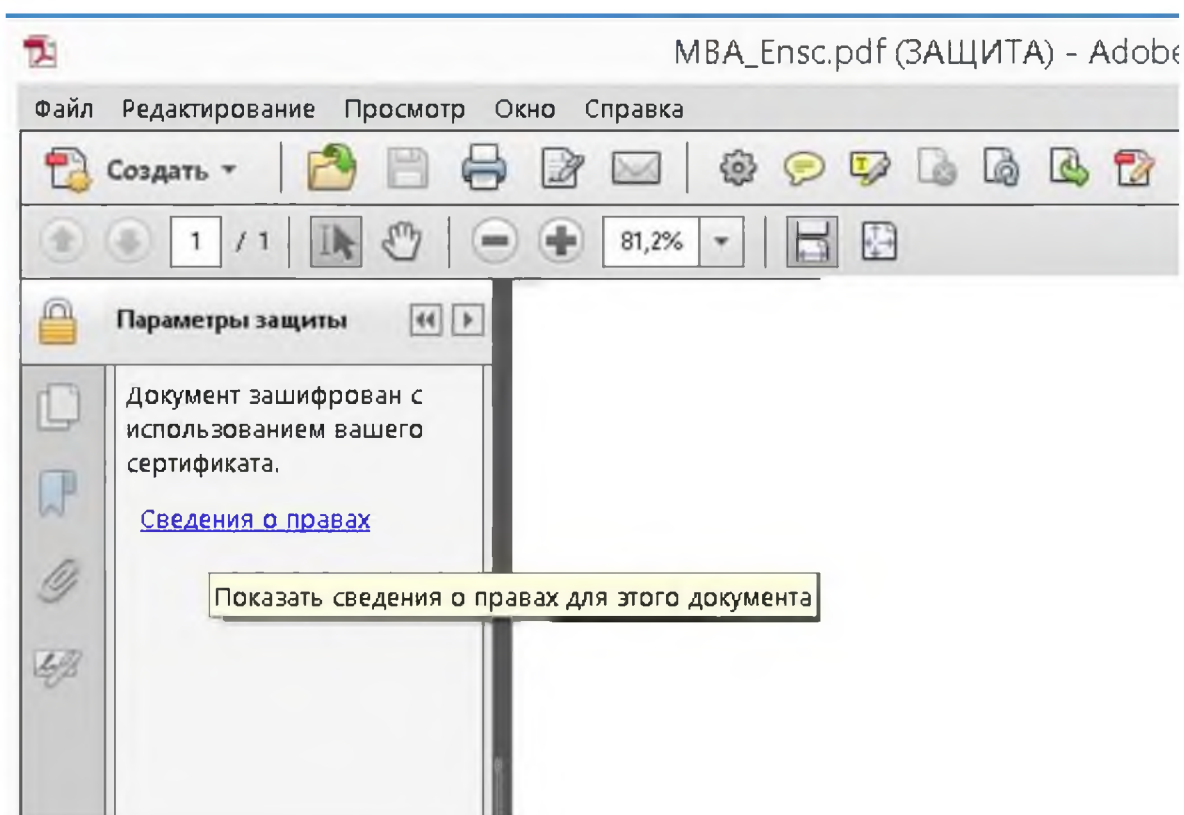 MBA_Ensc.pdf (ЗАЩИТА) - Adobe
Файл Редактирование Просмотр Окно Справка
Создать
1 / 1 81,2%
Параметры защиты
Документ зашифрован с
использованием вашего
сертификата.
Сведения о правах
Показать сведения о правах для этого документа